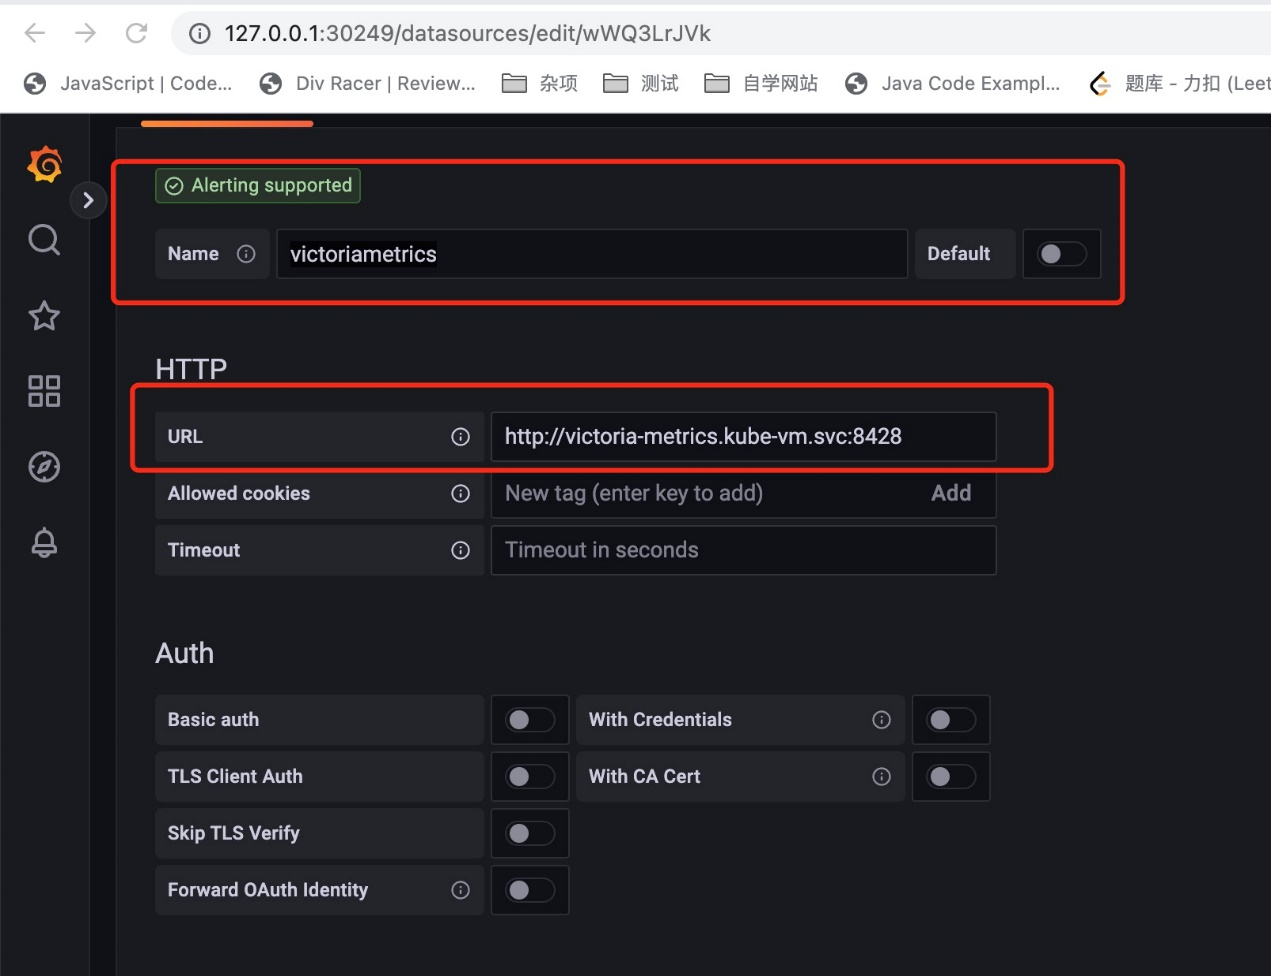 127.0.0.1:30249/datasources/edit/wWQ3LrJVk
JavaScript | Code... Div Racer | Review... 杂项 测试 自学网站 Java Code Exampl... 题库 - 力扣 (Leet
Alerting supported
Name victoriametrics Default
HTTP
URL http://victoria-metrics.kube-vm.svc:8428
Allowed cookies New tag (enter key to add) Add
Timeout Timeout in seconds
Auth
Basic auth With Credentials
TLS Client Auth With CA Cert
Skip TLS Verify
Forward OAuth Identity